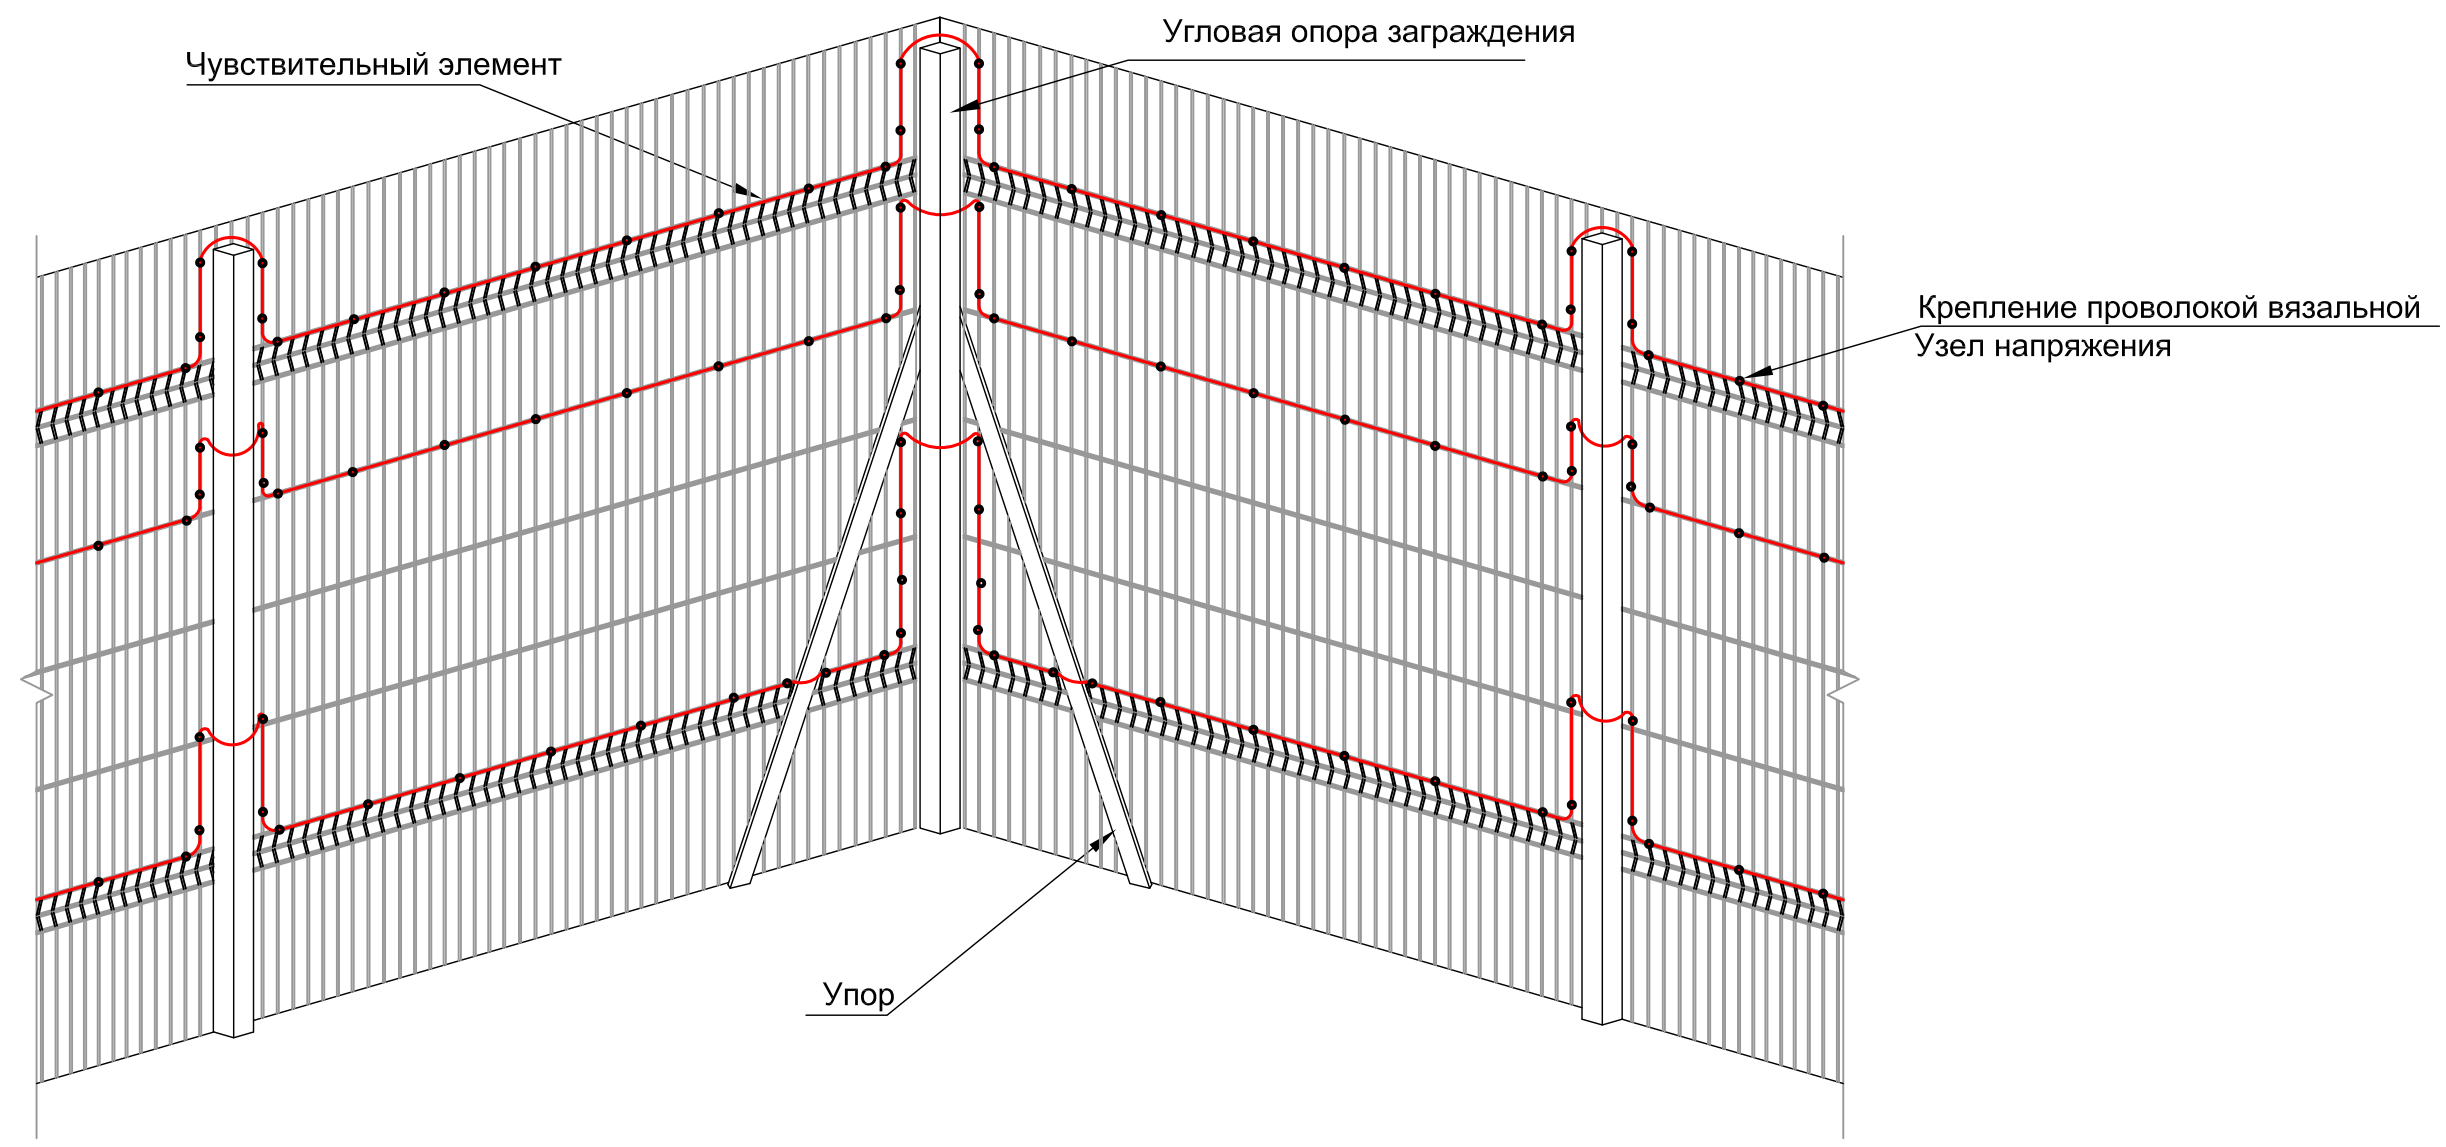 Угловая опора заграждения
Чувствительный элемент
Крепление проволокой вязальной
Узел напряжения
Упор